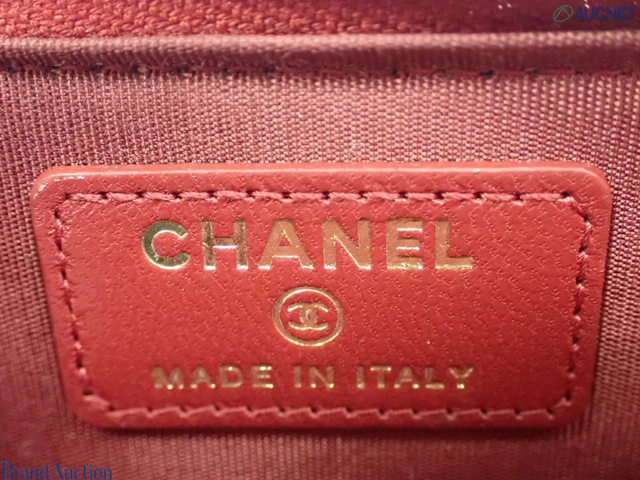 AUCNET
CHANEL
MADE IN ITALY
Brand Auction